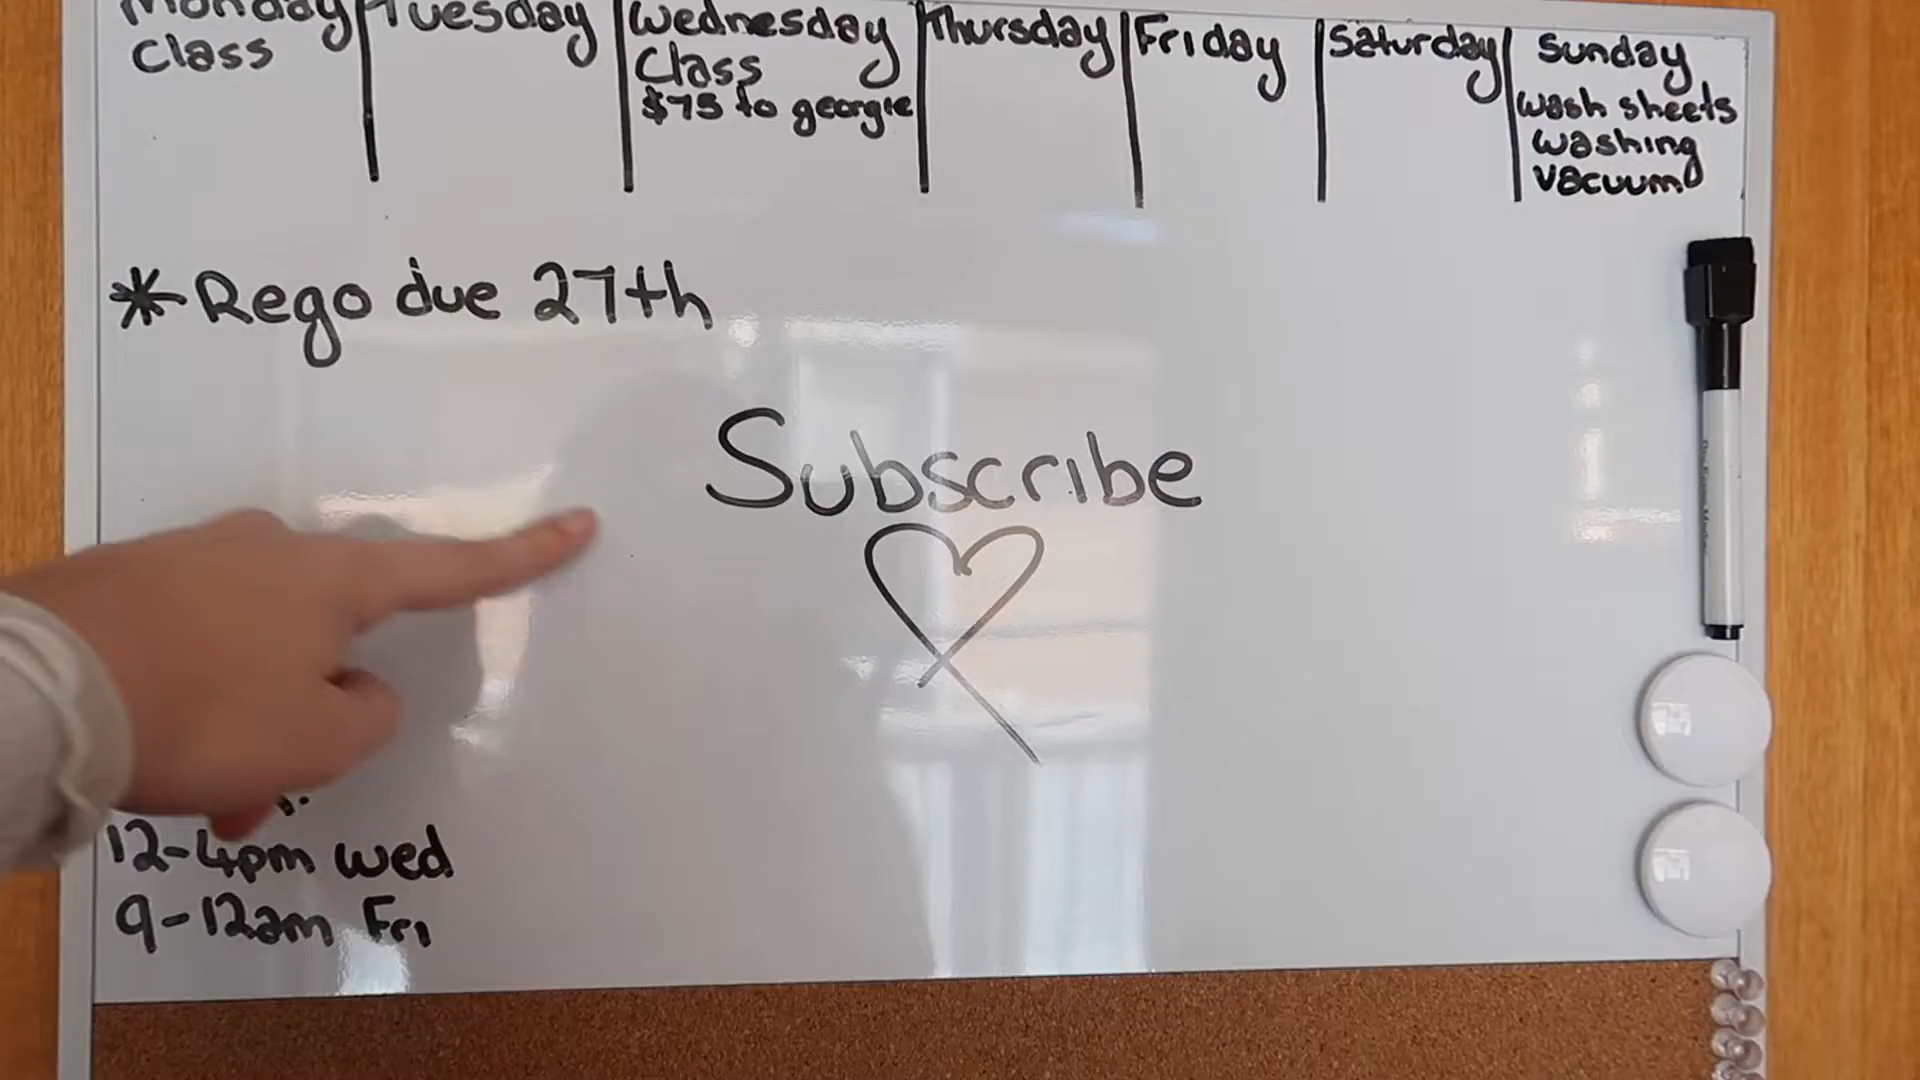 Monday Tuesday Wednesday Thursday Friday Saturday Sunday
Class
Class
$75 to georgie
wash sheets
washing
vacuum
* Rego due 27th
Subscribe
12-4pm wed
9-12am Fri